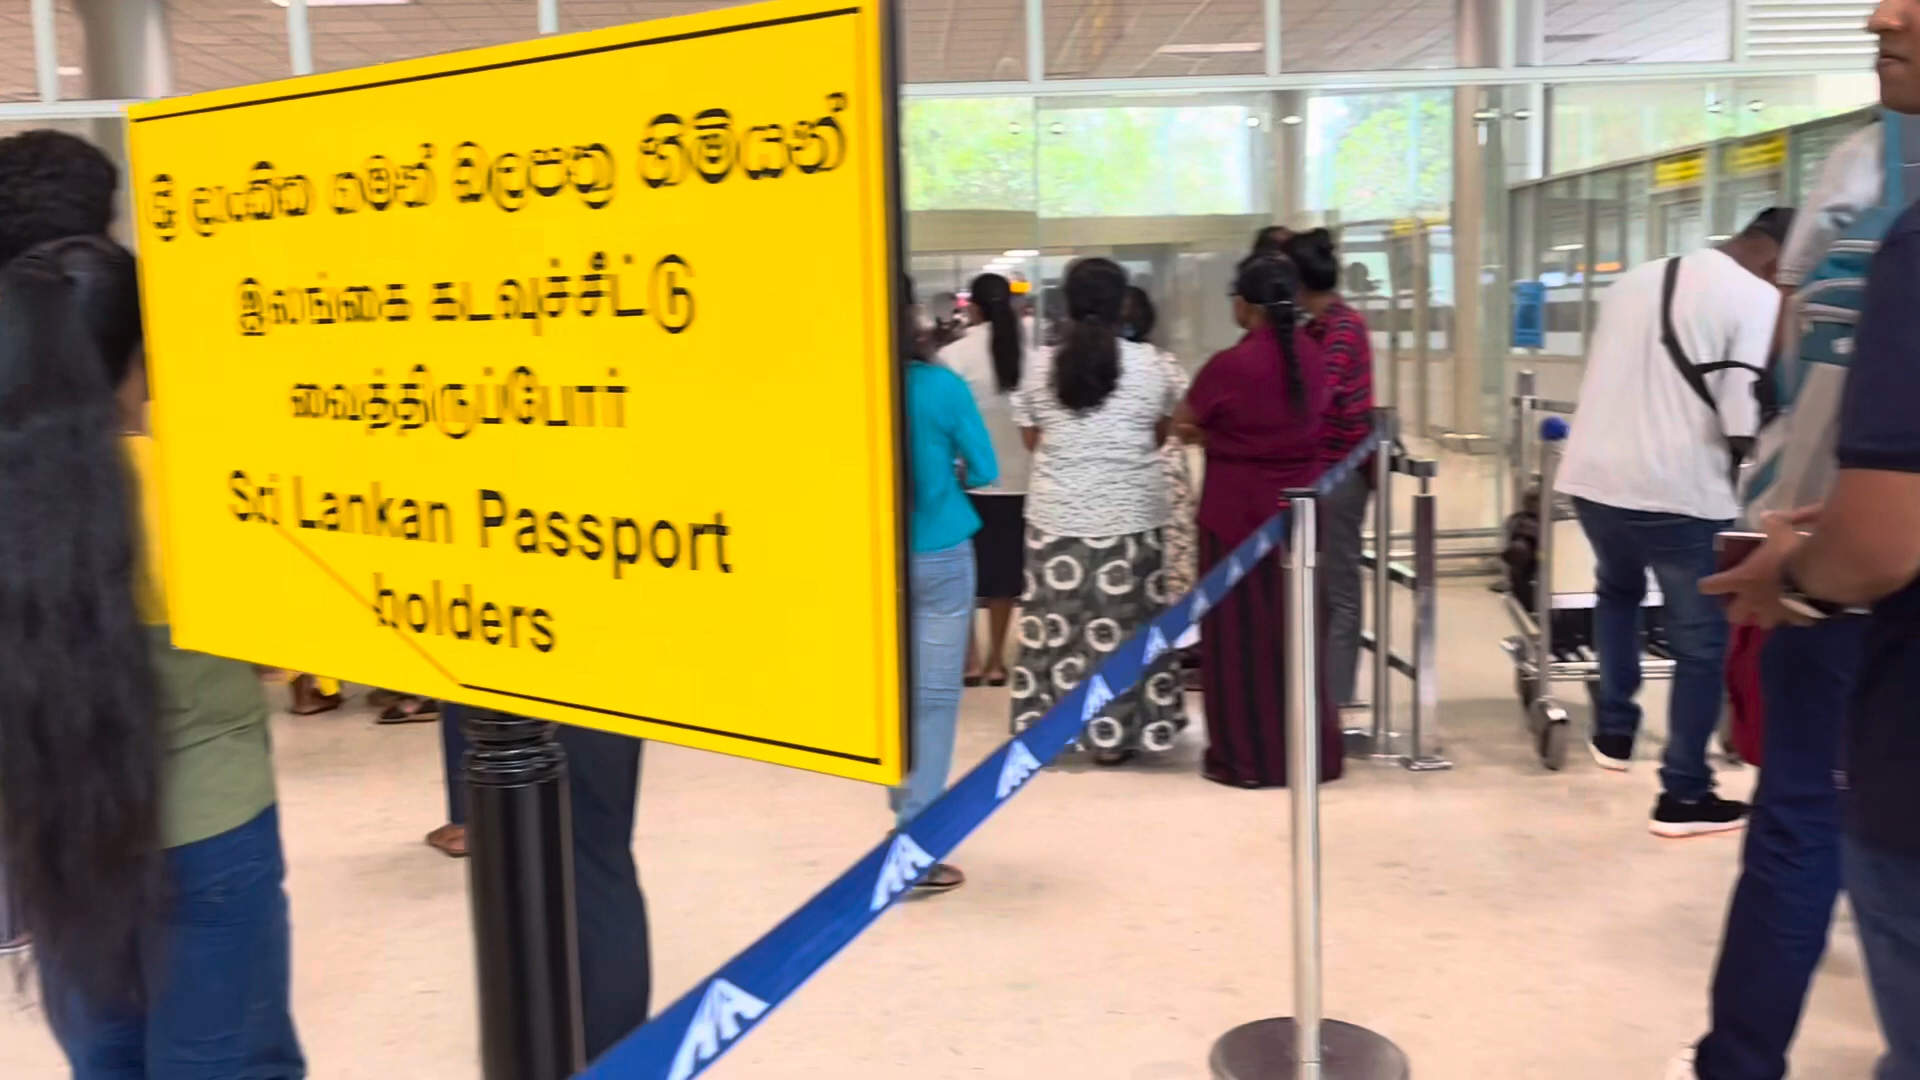 ශ්‍රී ලාංකික ගමන් බලපත්‍ර හිමියන්
இலங்கை கடவுச்சீட்டு
வைத்திருப்போர்
Sri Lankan Passport
holders